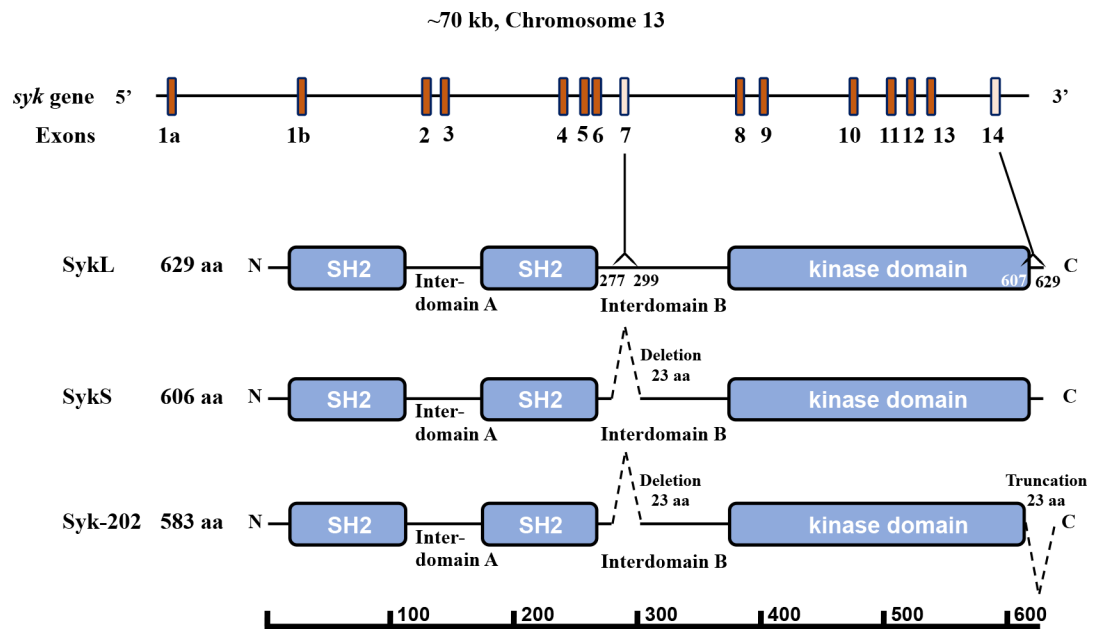 ~70 kb, Chromosome 13
syk gene 5’ 3’
Exons 1a 1b 2 3 4 5 6 7 8 9 10 11 12 13 14
SykL 629 aa N SH2 SH2 kinase domain C
277 299 607 629
Inter-
domain A Interdomain B
Deletion
23 aa
SykS 606 aa N SH2 SH2 kinase domain C
Inter-
domain A Interdomain B
Deletion
23 aa
Truncation
23 aa
Syk-202 583 aa N SH2 SH2 kinase domain C
Inter-
domain A Interdomain B
100 200 300 400 500 600